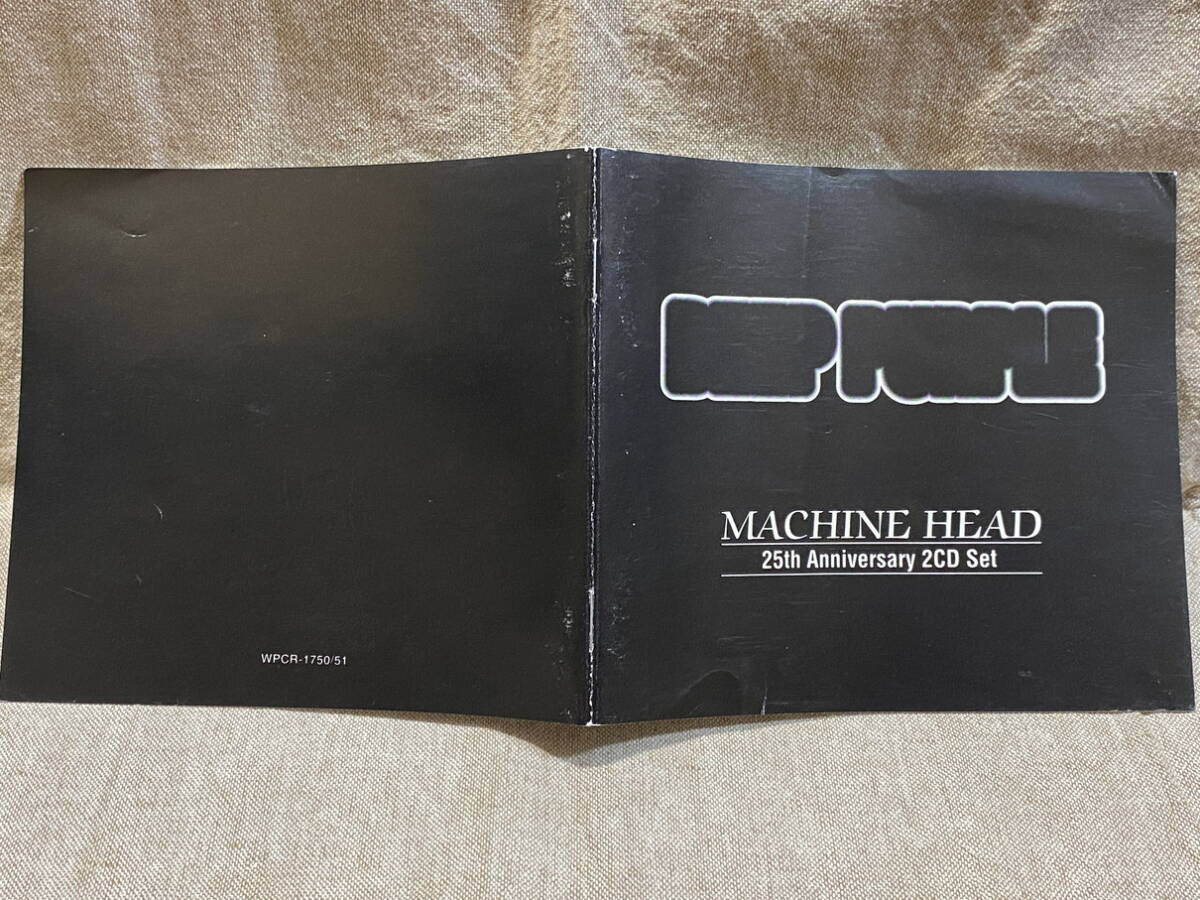 DEEP PURPLE
MACHINE HEAD
25th Anniversary 2CD Set
WPCR-1750/51